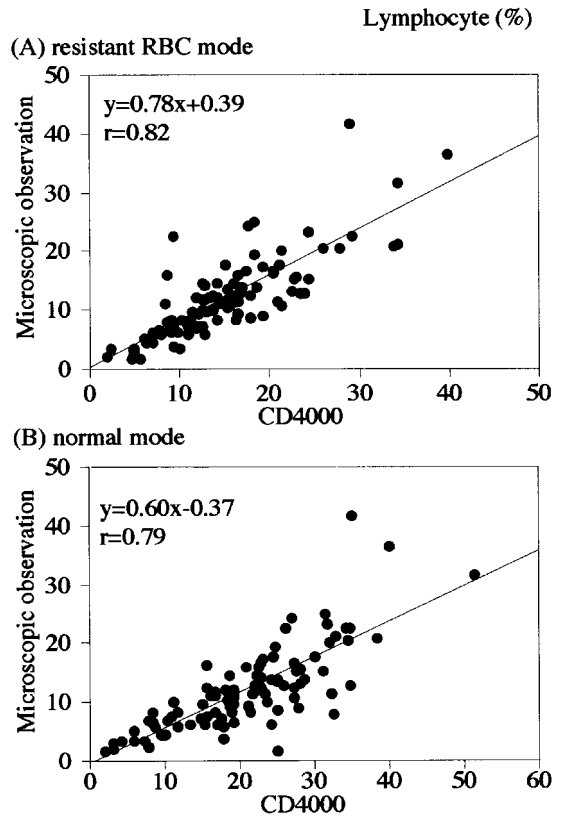 Lymphocyte (%)
(A) resistant RBC mode
50
y=0.78x+0.39
r=0.82
40
30
20
10
0
Microscopic observation
0 10 20 30 40 50
CD4000
(B) normal mode
50
y=0.60x-0.37
r=0.79
40
30
20
10
0
Microscopic observation
0 10 20 30 40 50 60
CD4000